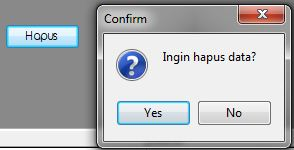 Hapus
Confirm
Ingin hapus data?
Yes
No